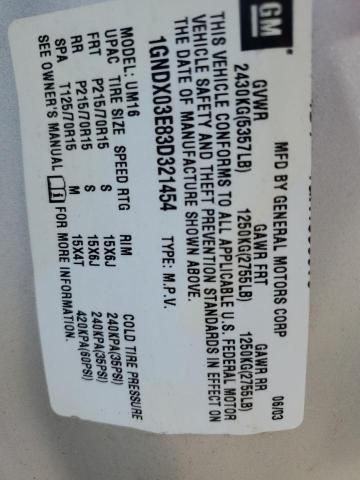 GM
MFD BY GENERAL MOTORS CORP 06/03
GVWR GAWR FRT GAWR RR
2430KG(5357LB) 1250KG(2755LB) 1250KG(2755LB)
THIS VEHICLE CONFORMS TO ALL APPLICABLE U.S. FEDERAL MOTOR
VEHICLE SAFETY AND THEFT PREVENTION STANDARDS IN EFFECT ON
THE DATE OF MANUFACTURE SHOWN ABOVE.
1GNDX03E83D321454 TYPE: M.P.V.
MODEL: UM16
UPAC TIRE SIZE SPEED RTG RIM COLD TIRE PRESSURE
FRT P215/70R15 S 15X6J 240KPA(35PSI)
RR P215/70R15 S 15X6J 240KPA(35PSI)
SPA T125/70R15 M 15X4T 420KPA(60PSI)
SEE OWNER'S MANUAL FOR MORE INFORMATION.